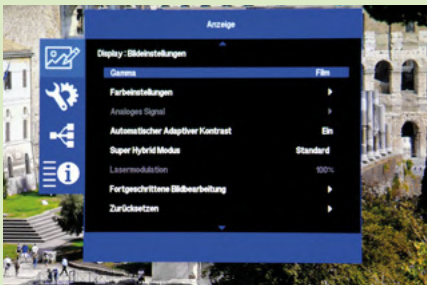 Anzeige
Display : Bildeinstellungen
Gamma Film
Farbeinstellungen
Analoges Signal
Automatischer Adaptiver Kontrast Ein
Super Hybrid Modus Standard
Lasermodulation 100%
Fortgeschrittene Bildbearbeitung
Zurücksetzen